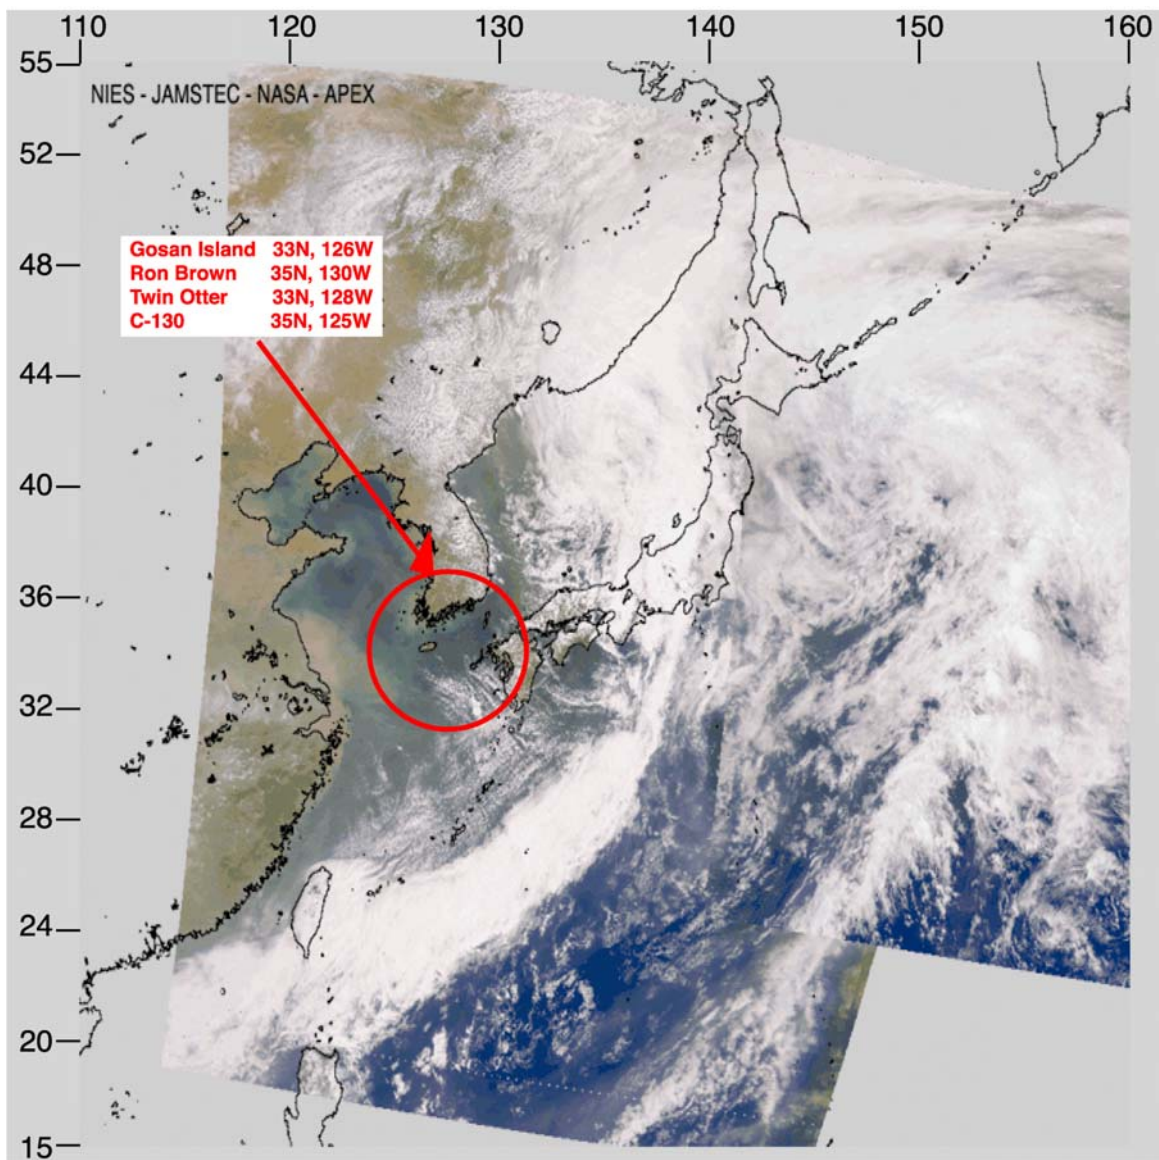 110 120 130 140 150 160
55
NIES - JAMSTEC - NASA - APEX
52
Gosan Island 33N, 126W
48
Ron Brown 35N, 130W
Twin Otter 33N, 128W
C-130 35N, 125W
44
40
36
32
28
24
20
15